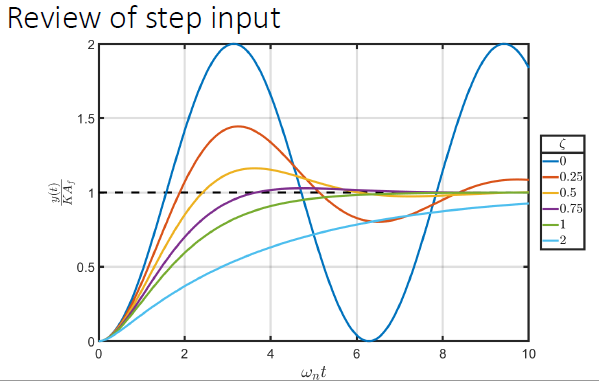 Review of step input
2
1.5
1
0.5
0
y(t)
KA_f
0 2 4 6 8 10
ω_n t
ζ
0
0.25
0.5
0.75
1
2